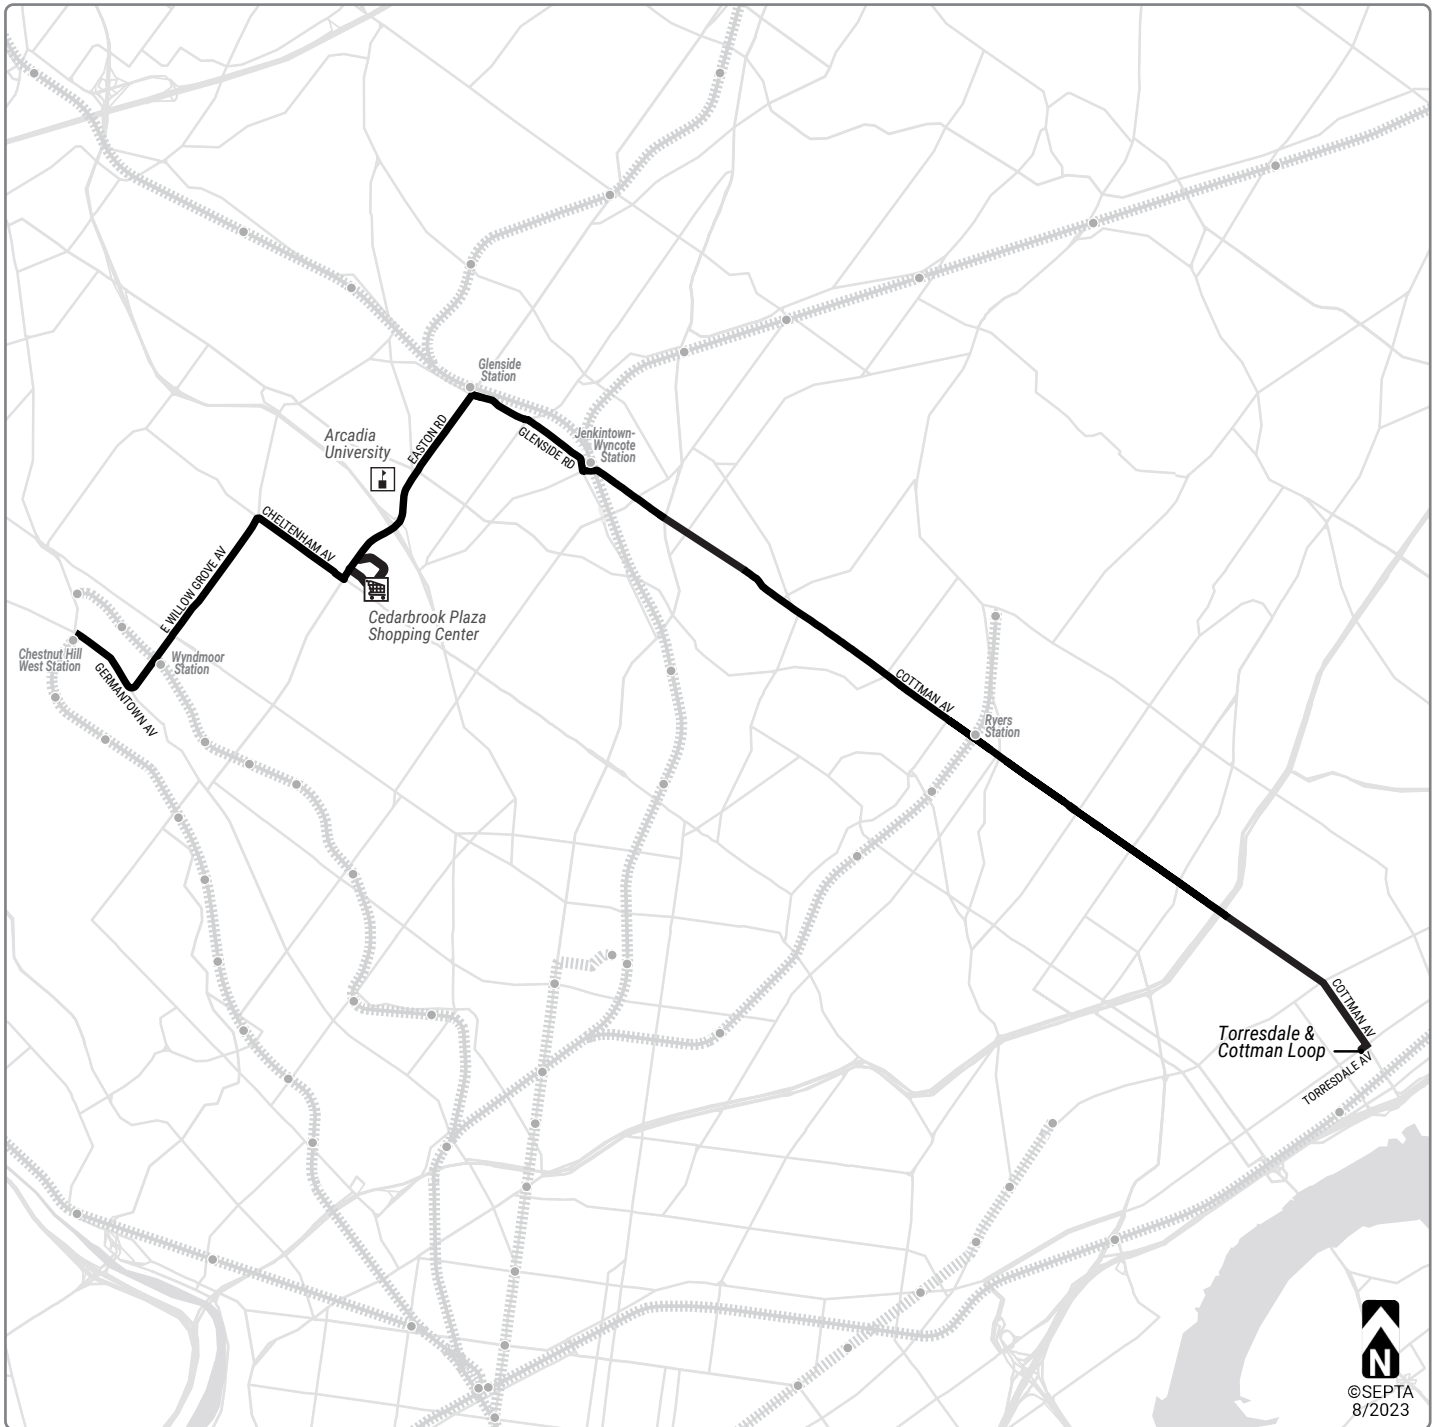 Glenside
Station
Arcadia
University
EASTON RD
GLENSIDE RD
Jenkintown-
Wyncote
Station
CHELTENHAM AV
E WILLOW GROVE AV
Cedarbrook Plaza
Shopping Center
Chestnut Hill
West Station
Wyndmoor
Station
GERMANTOWN AV
COTTMAN AV
Ryers
Station
COTTMAN AV
Torresdale &
Cottman Loop
TORRESDALE AV
N
©SEPTA
8/2023